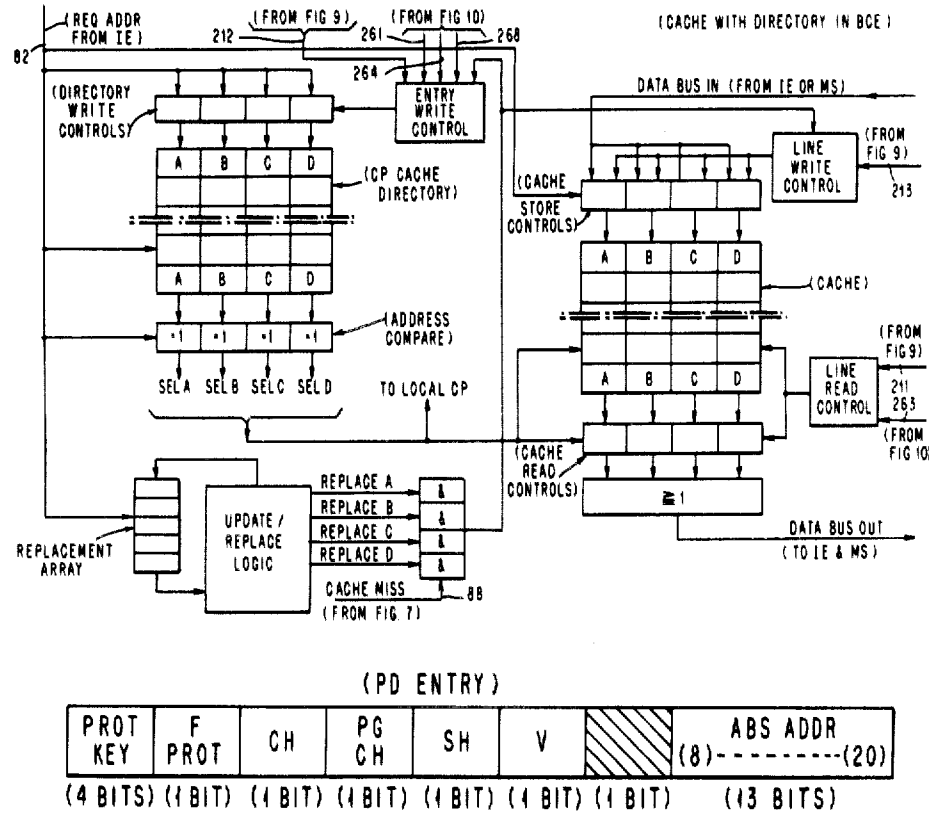 (REQ ADDR
FROM IE)
82
(FROM FIG 9)
212
(FROM FIG 10)
261
268
264
(CACHE WITH DIRECTORY IN BCE)
(DIRECTORY
WRITE
CONTROLS)
ENTRY
WRITE
CONTROL
DATA BUS IN (FROM IE OR MS)
LINE
WRITE
CONTROL
(FROM
FIG 9)
213
A B C D
(CP CACHE
DIRECTORY)
(CACHE
STORE
CONTROLS)
A B C D
A B C D
(CACHE)
=1 =1 =1 =1
(ADDRESS
COMPARE)
SEL A SEL B SEL C SEL D
TO LOCAL CP
A B C D
LINE
READ
CONTROL
(FROM
FIG 9)
211
263
(FROM
FIG 10)
(CACHE
READ
CONTROLS)
≧ 1
DATA BUS OUT
(TO IE & MS)
REPLACEMENT
ARRAY
UPDATE /
REPLACE
LOGIC
REPLACE A
REPLACE B
REPLACE C
REPLACE D
&
&
&
&
CACHE MISS
(FROM FIG. 7)
88
(PD ENTRY)
PROT KEY
F PROT
CH
PG CH
SH
V
ABS ADDR
(8)--------(20)
(4 BITS) (1 BIT) (1 BIT) (1 BIT) (1 BIT) (1 BIT) (1 BIT) (13 BITS)